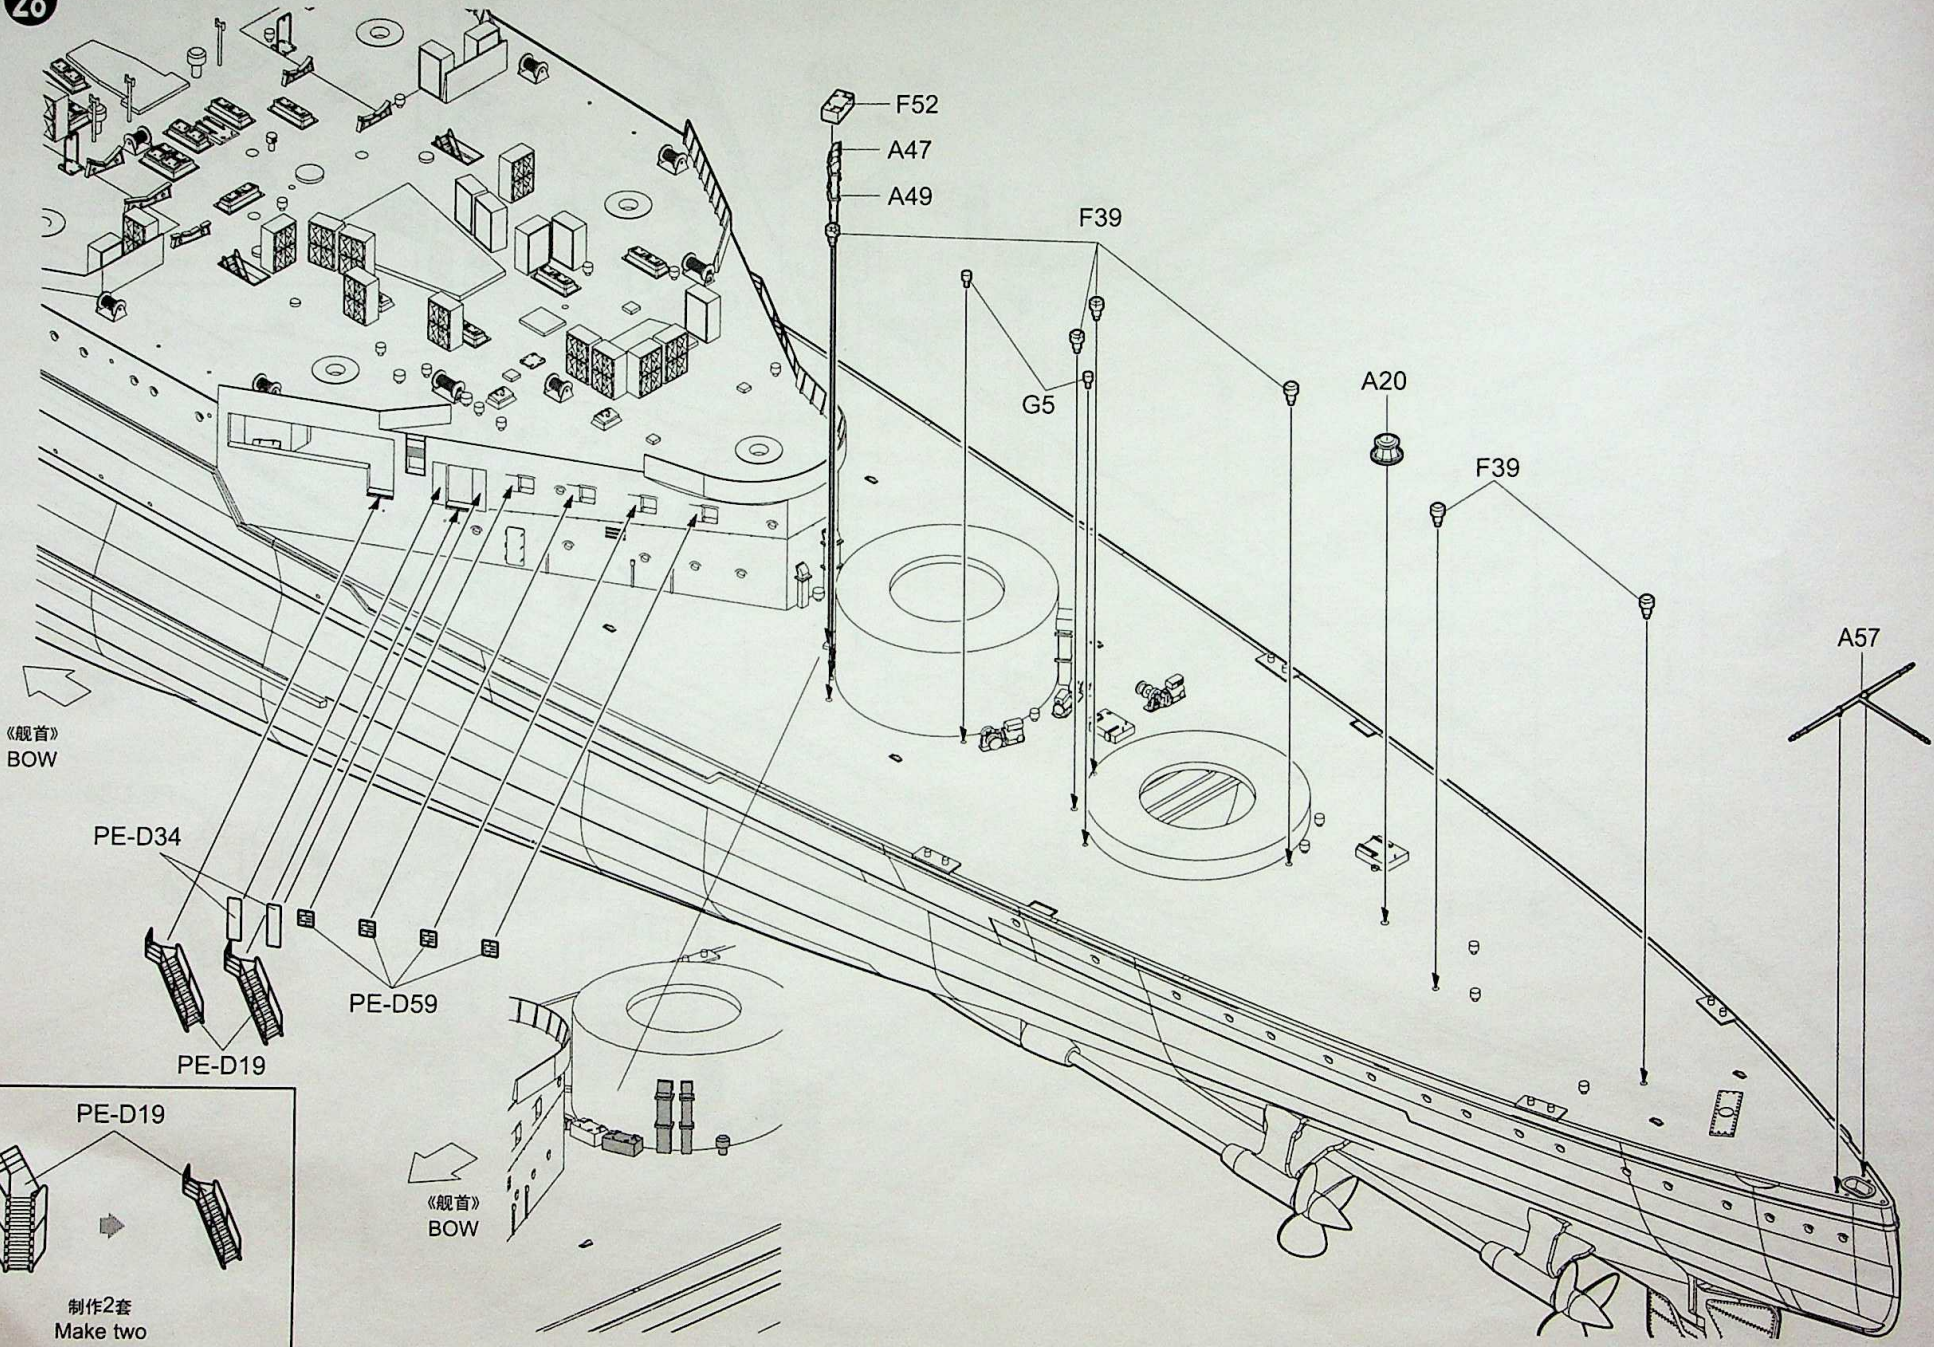 28
F52
A47
A49
F39
G5
A20
F39
A57
《舰首》
BOW
PE-D34
PE-D59
PE-D19
PE-D19
制作2套
Make two
《舰首》
BOW